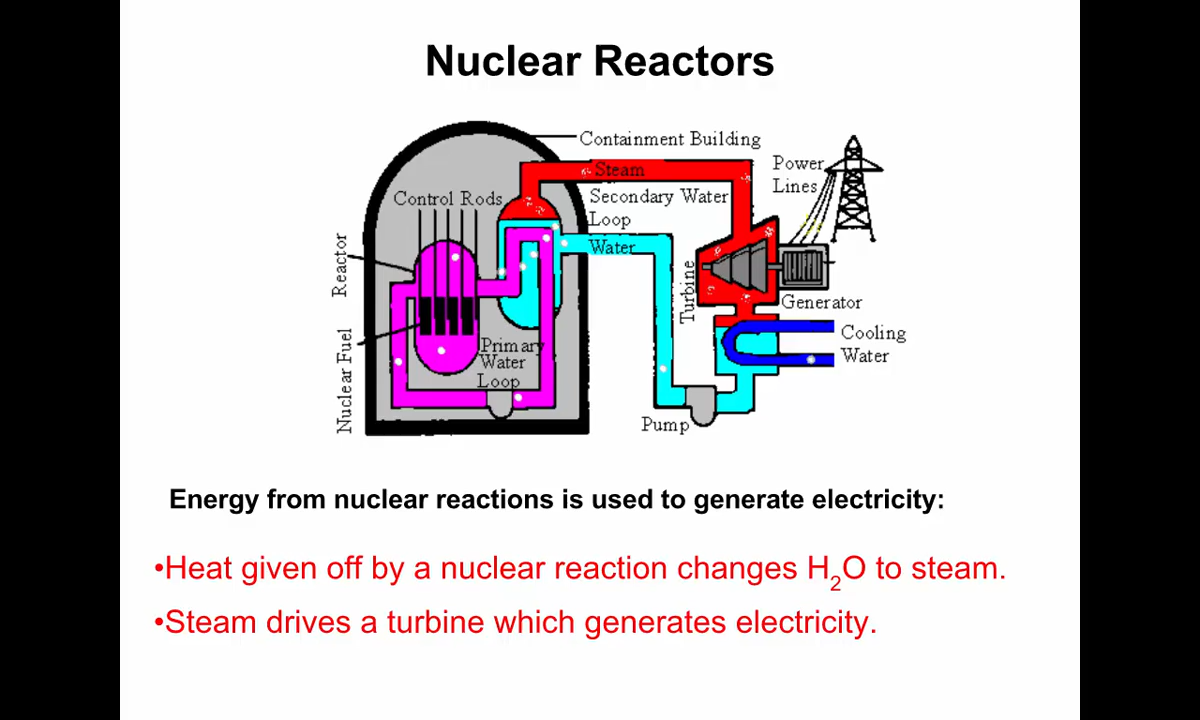 Nuclear Reactors
Containment Building
Steam
Power
Lines
Control Rods
Secondary Water
Loop
Water
Reactor
Turbine
Generator
Nuclear Fuel
Primary
Water
Loop
Cooling
Water
Pump
Energy from nuclear reactions is used to generate electricity:
•Heat given off by a nuclear reaction changes H₂O to steam.
•Steam drives a turbine which generates electricity.